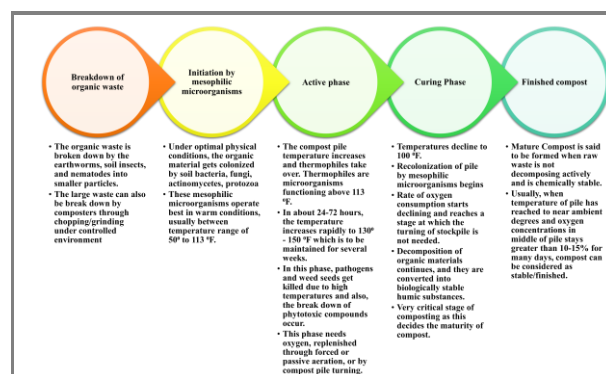 Breakdown of
organic waste
Initiation by
mesophilic
microorganisms
Active phase
Curing Phase
Finished compost
• The organic waste is
broken down by the
earthworms, soil insects,
and nematodes into
smaller particles.
• The large waste can also
be break down by
composters through
chopping/grinding
under controlled
environment
• Under optimal physical
conditions, the organic
material gets colonized
by soil bacteria, fungi,
actinomycetes, protozoa
• These mesophilic
microorganisms operate
best in warm conditions,
usually between
temperature range of
50º to 113 ºF.
• The compost pile
temperature increases and
thermophiles take
over. Thermophiles are
microorganisms
functioning above 113
ºF.
• In about 24-72 hours,
the temperature
increases rapidly to 130º
- 150 ºF which is to be
maintained for several
weeks.
• In this phase, pathogens
and weed seeds get
killed due to high
temperatures and also,
the break down of
phytotoxic compounds
occur.
• This phase needs
oxygen, replenished
through forced or
passive aeration, or by
compost pile turning.
• Temperatures decline to
100 ºF.
• Recolonization of pile
by mesophilic
microorganisms begins
• Rate of oxygen
consumption starts
declining and reaches a
stage at which the
turning of stockpile is
not needed.
• Decomposition of
organic materials
continues, and they are
converted into
biologically stable
humic substances.
• Very critical stage of
composting as this
decides the maturity of
compost.
• Mature Compost is said
to be formed when raw
waste is not
decomposing actively
and is chemically stable.
• Usually, when
temperature of pile has
reached to near ambient
degrees and oxygen
concentrations in
middle of pile stays
greater than 10-15% for
many days, compost can
be considered as
stable/finished.